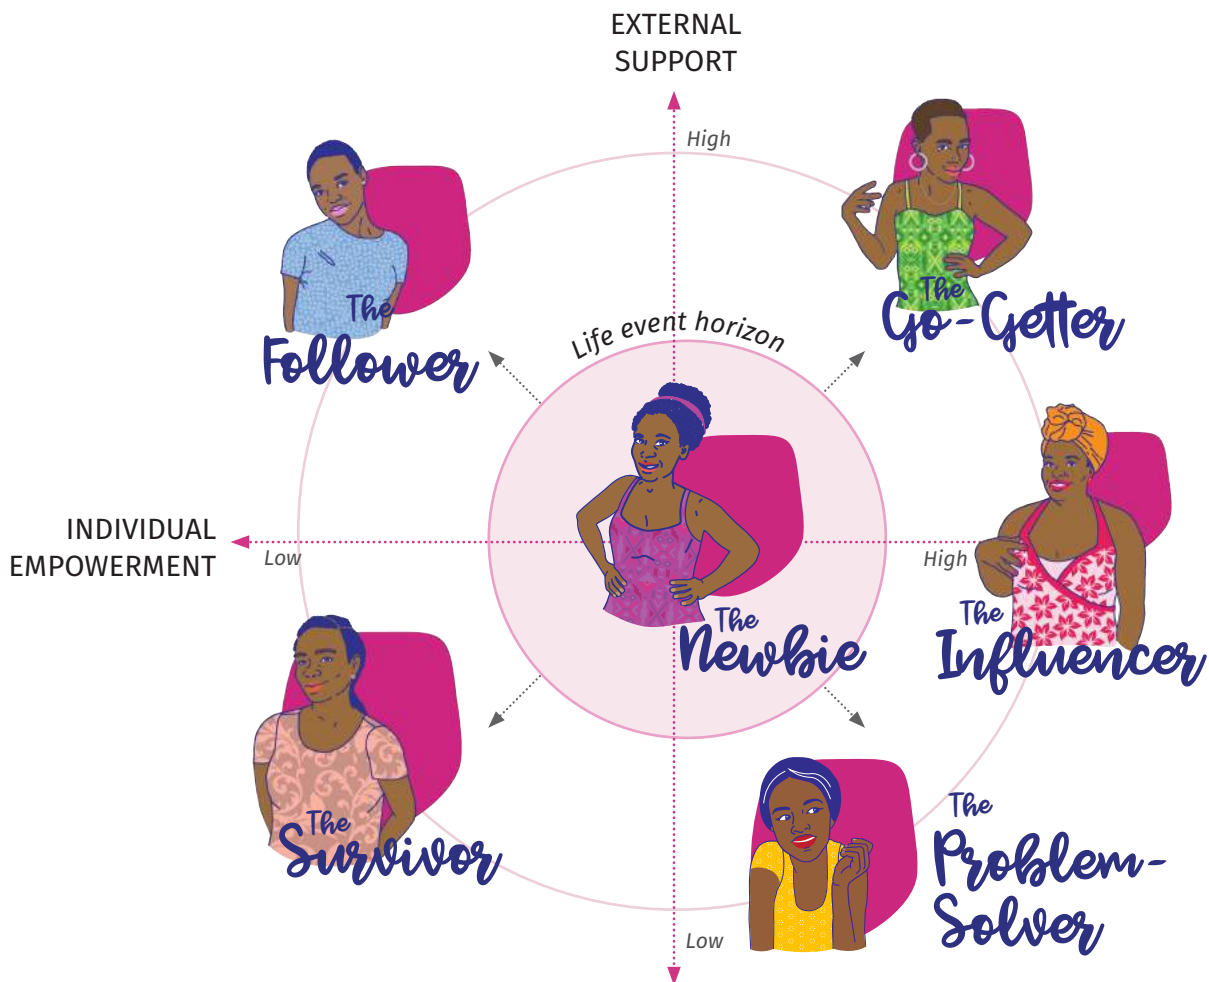 EXTERNAL
SUPPORT
High
The
Follower
The
Go-Getter
Life event horizon
INDIVIDUAL
EMPOWERMENT
Low
High
The
Newbie
The
Influencer
The
Survivor
The
Problem-
Solver
Low